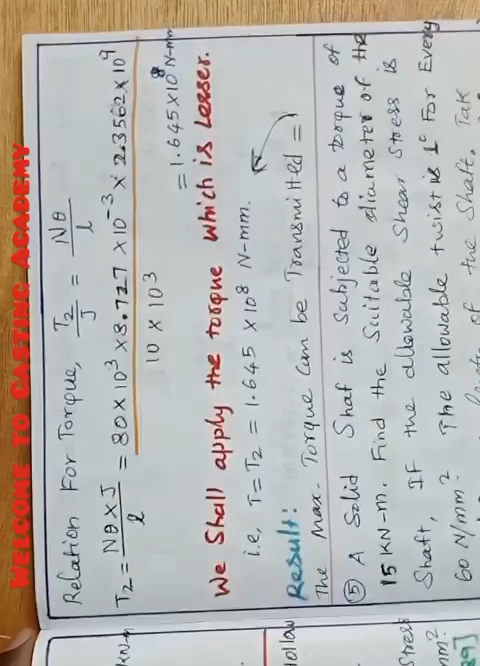 WELCOME TO CASTING ACADEMY
Relation For Torque, T2/J = Nθ/l
T2 = Nθ×J/l = 80×10^3 ×8.727 ×10^-3 × 2.3562×10^9 / 10×10^3
= 1.645×10^8 N-mm
We Shall apply the torque which is Lesser.
i.e, T=T2 = 1.645 ×10^8 N-mm.
Result:
The Max. Torque can be Transmitted =
⑤ A Solid Shaf is Subjected to a torque of
15 KN-m. Find the Suitable diameter of the
Shaft, IF the allowable Shear Stress is
60 N/mm². The allowable twist is 1° For Every
of the Shaft. Tak
KN-m
Hollow
Stress
mm²